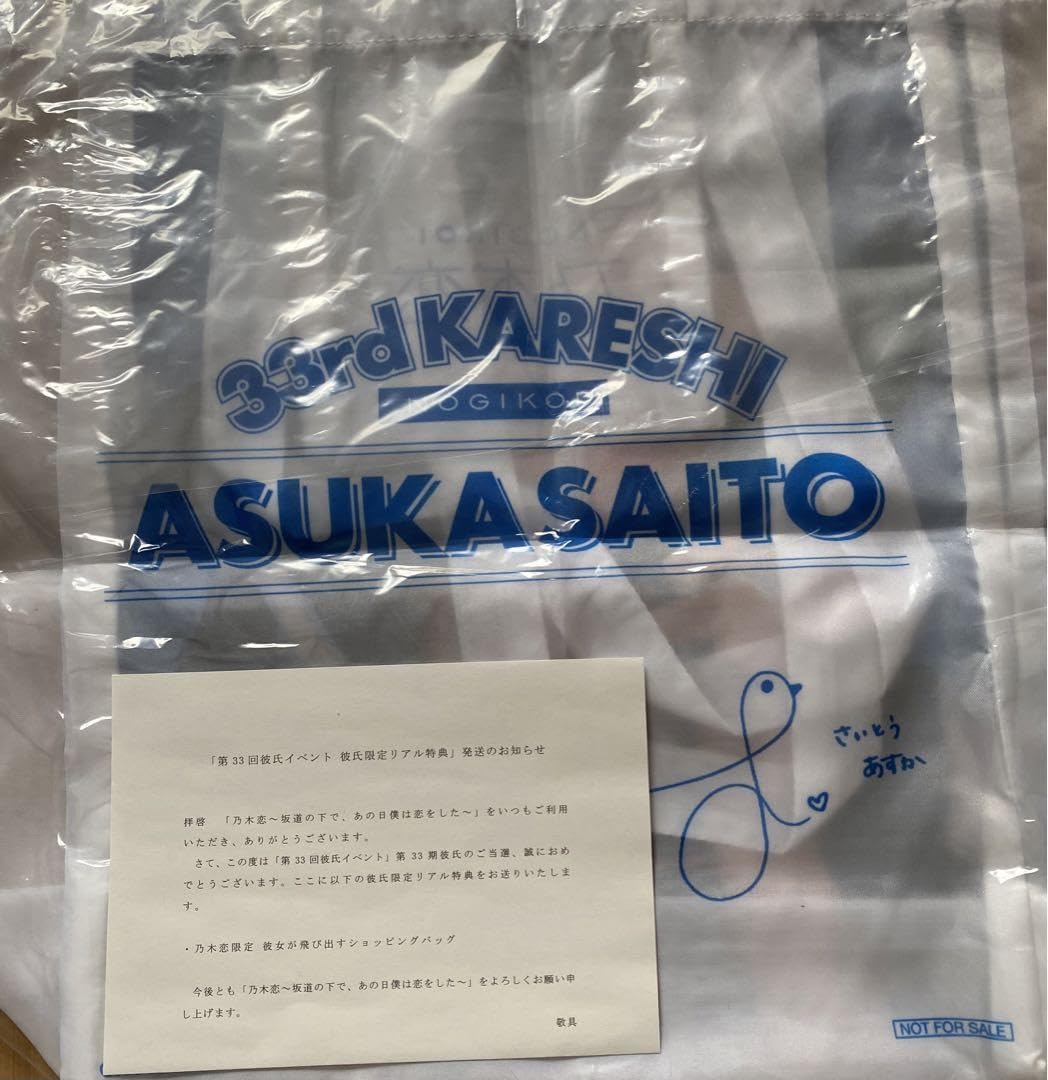 33rd KARESHI
NOGIKOI
ASUKA SAITO
さいとう
あすか
「第33回彼氏イベント 彼氏限定リアル特典」発送のお知らせ
拝啓　「乃木恋～坂道の下で、あの日僕は恋をした～」をいつもご利用
いただき、ありがとうございます。
　さて、この度は「第33回彼氏イベント」第33期彼氏のご当選、誠におめ
でとうございます。ここに以下の彼氏限定リアル特典をお送りいたしま
す。
・乃木恋限定 彼女が飛び出すショッピングバッグ
　今後とも「乃木恋～坂道の下で、あの日僕は恋をした～」をよろしくお願い申
し上げます。
敬具
NOT FOR SALE